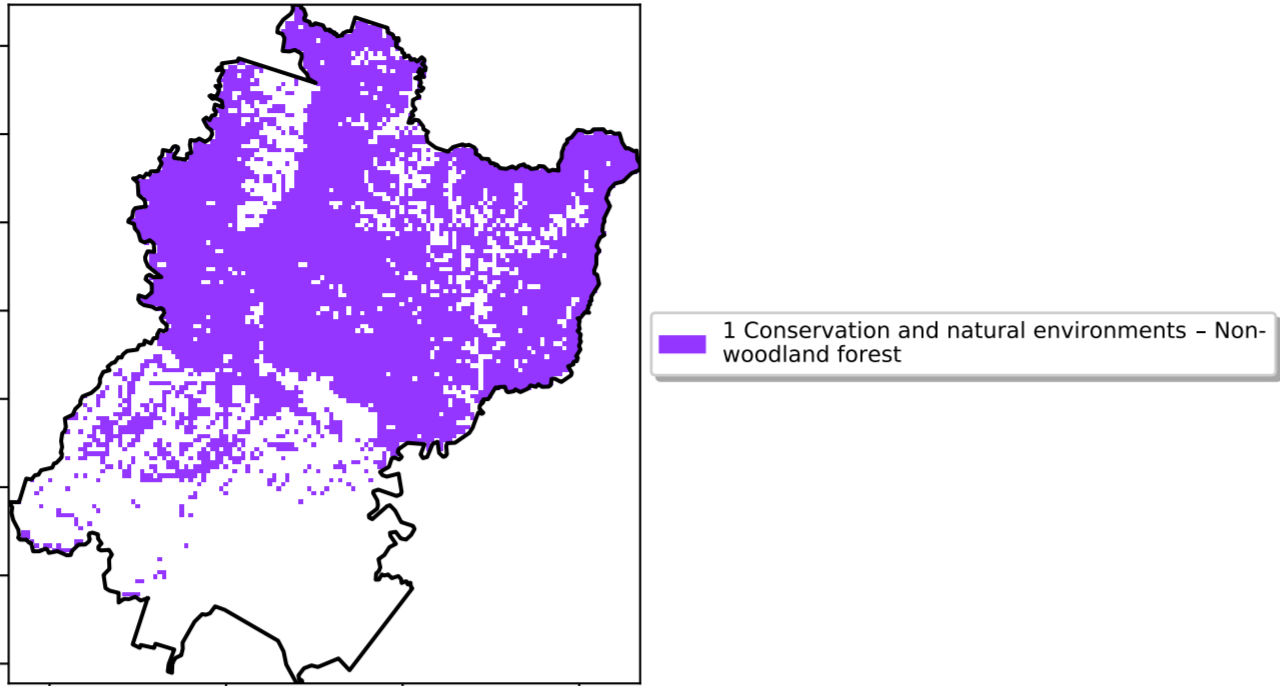 1 Conservation and natural environments – Non-
woodland forest